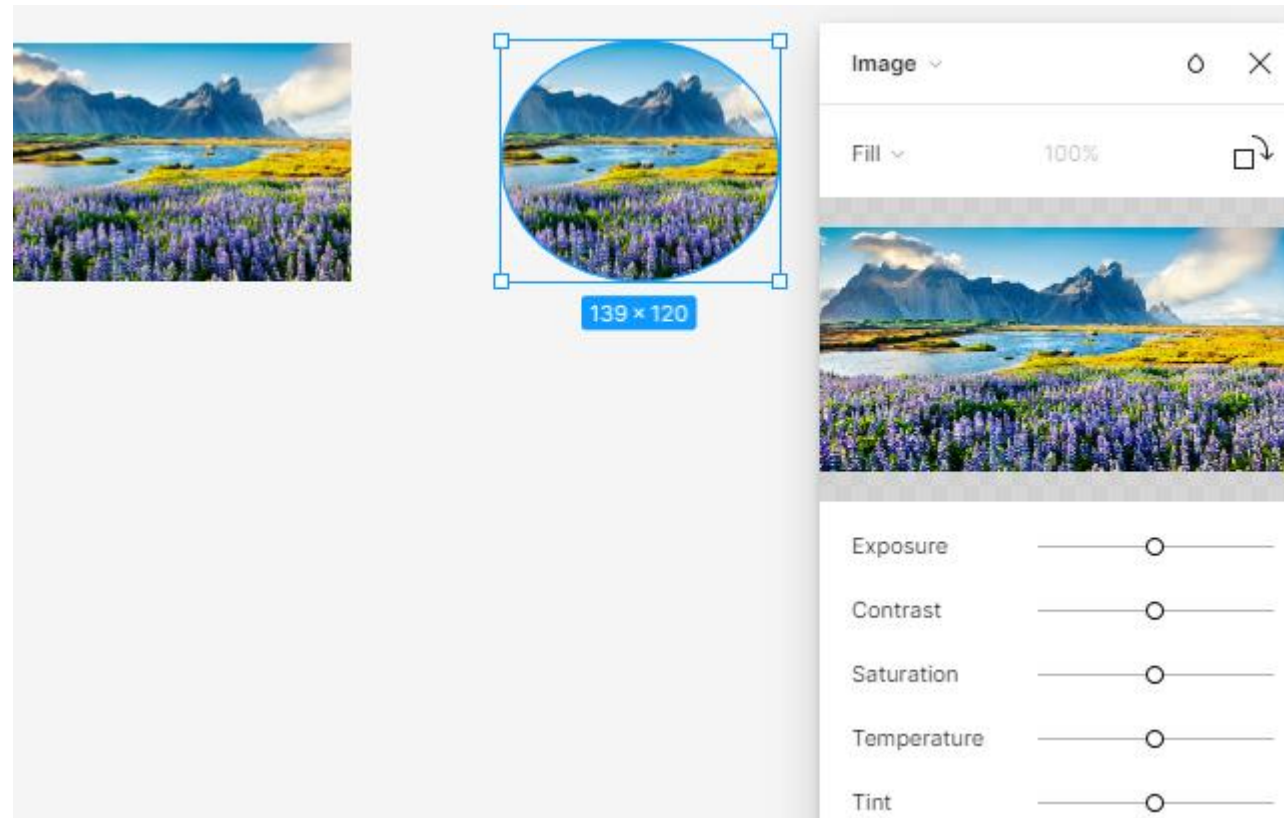 Image
Fill 100%
139 × 120
Exposure
Contrast
Saturation
Temperature
Tint